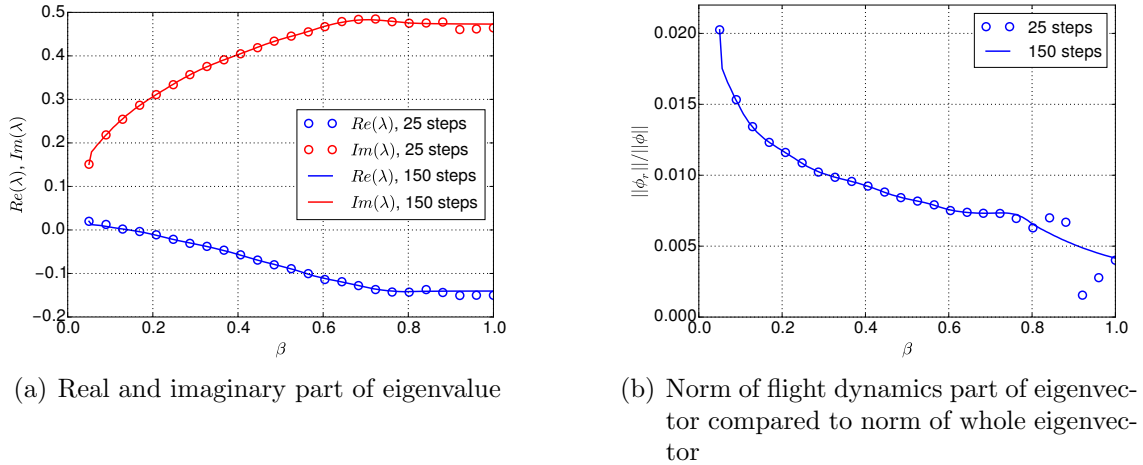 0.5
0.4
0.3
0.2
0.1
0.0
−0.1
−0.2
Re(λ), Im(λ)
Re(λ), 25 steps
Im(λ), 25 steps
Re(λ), 150 steps
Im(λ), 150 steps
0.0 0.2 0.4 0.6 0.8 1.0
β
(a) Real and imaginary part of eigenvalue
0.020
0.015
0.010
0.005
0.000
||ϕᵣ||/||ϕ||
25 steps
150 steps
0.0 0.2 0.4 0.6 0.8 1.0
β
(b) Norm of flight dynamics part of eigenvec-
tor compared to norm of whole eigenvec-
tor